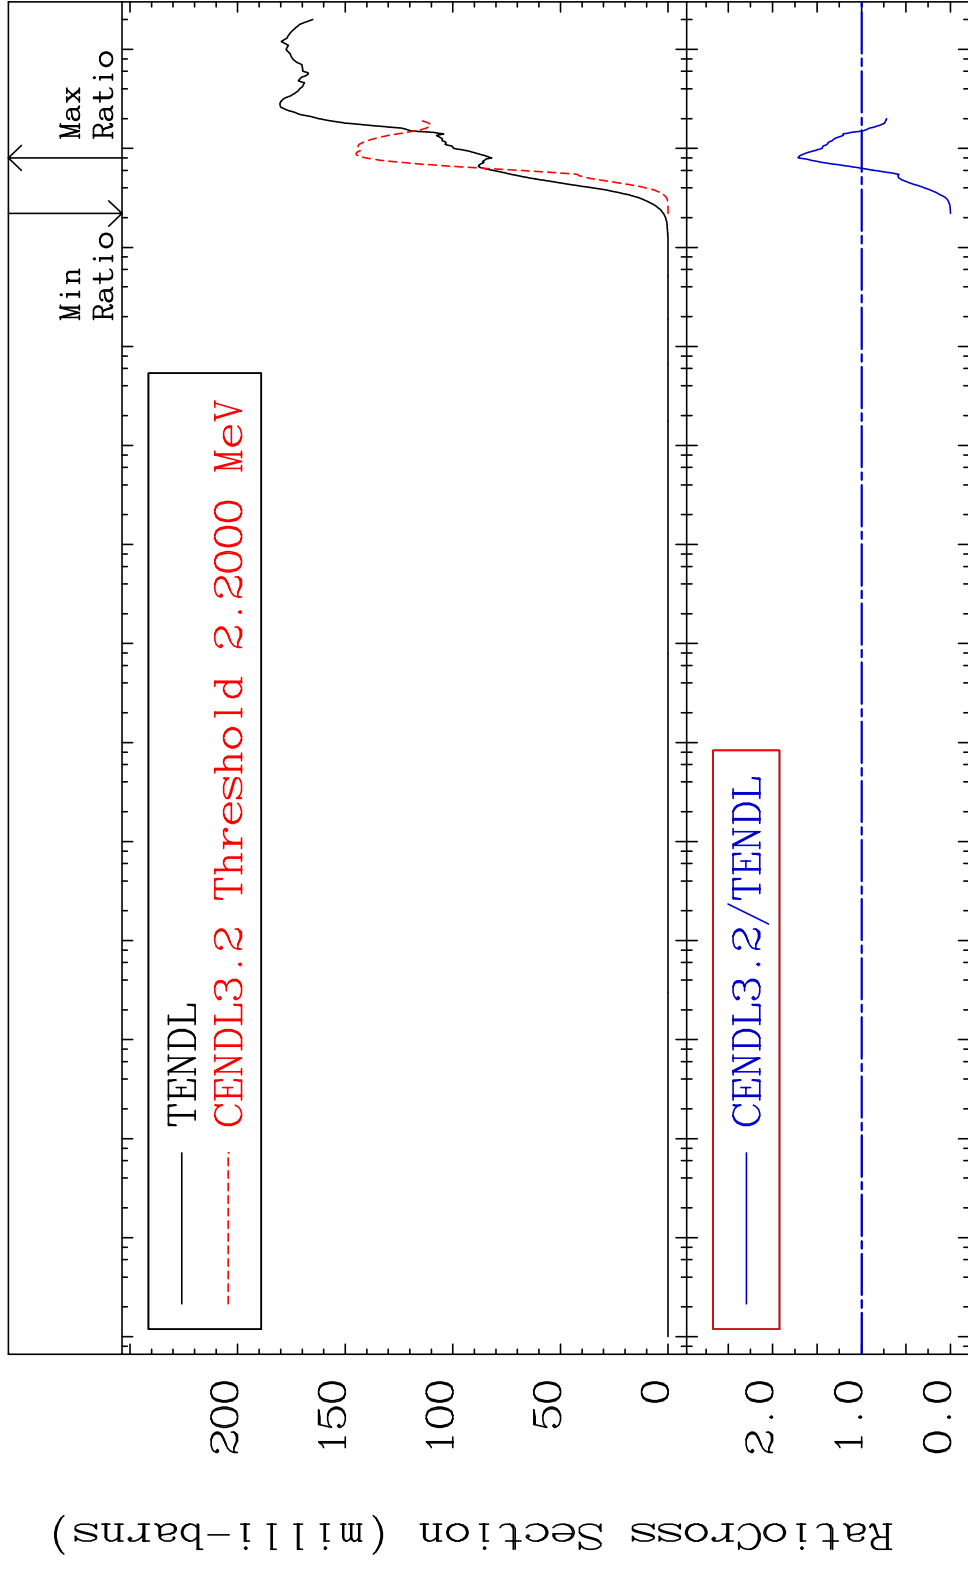 Min
Ratio
Max
Ratio
TENDL
CENDL3.2 Threshold 2.2000 MeV
200
150
100
50
0
CENDL3.2/TENDL
2.0
1.0
0.0
RatioCross Section (milli-barns)